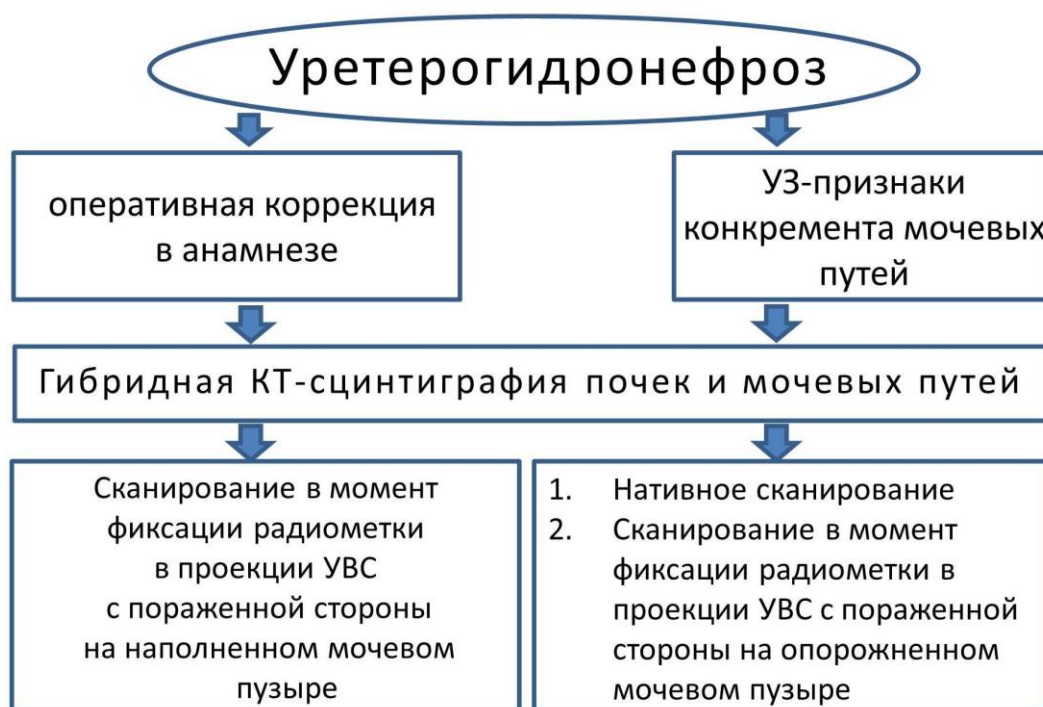 Уретерогидронефроз
оперативная коррекция
в анамнезе
УЗ-признаки
конкремента мочевых
путей
Гибридная КТ-сцинтиграфия почек и мочевых путей
Сканирование в момент
фиксации радиометки
в проекции УВС
с пораженной стороны
на наполненном мочевом
пузыре
1. Нативное сканирование
2. Сканирование в момент
фиксации радиометки в
проекции УВС с пораженной
стороны на опорожненном
мочевом пузыре